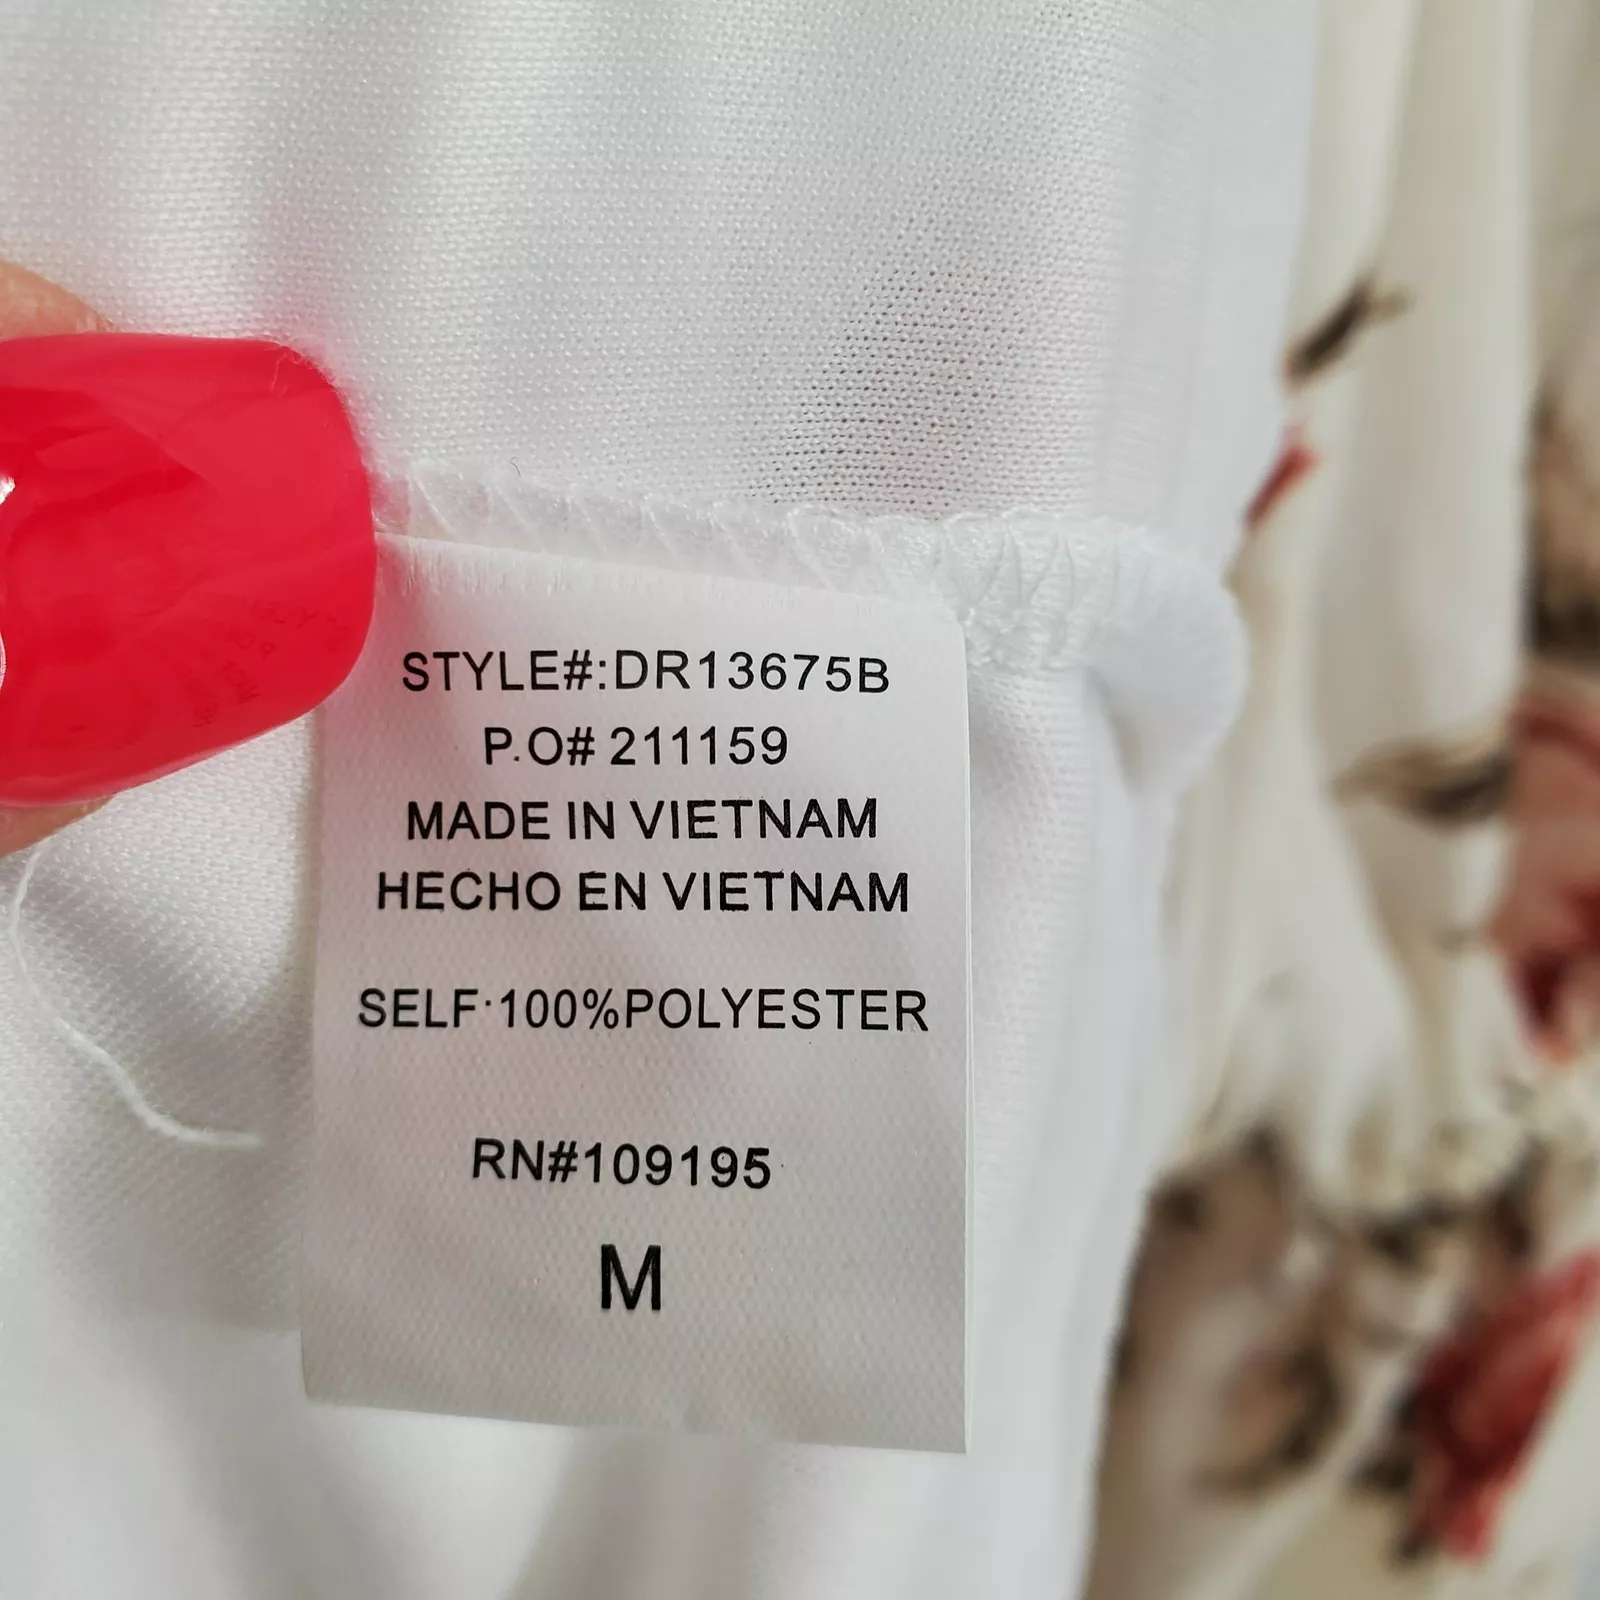 STYLE#:DR13675B
P.O# 211159
MADE IN VIETNAM
HECHO EN VIETNAM
SELF·100%POLYESTER
RN#109195
M